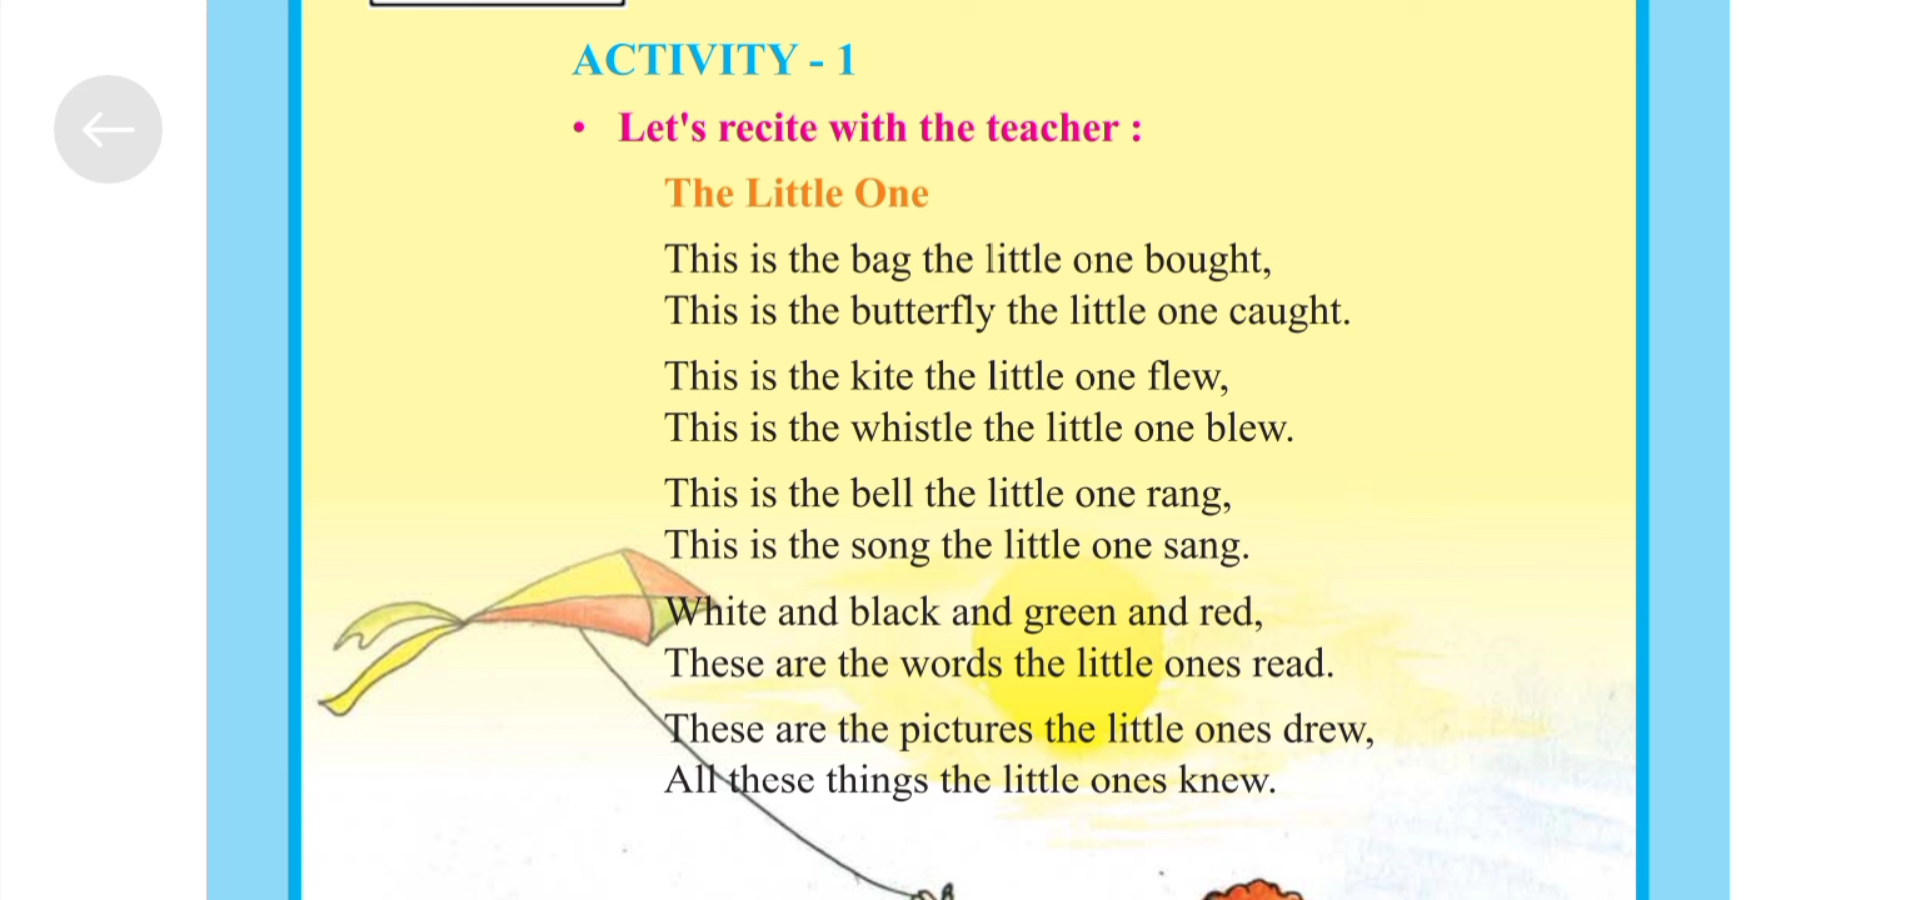 ACTIVITY - 1
• Let's recite with the teacher :
The Little One
This is the bag the little one bought,
This is the butterfly the little one caught.
This is the kite the little one flew,
This is the whistle the little one blew.
This is the bell the little one rang,
This is the song the little one sang.
White and black and green and red,
These are the words the little ones read.
These are the pictures the little ones drew,
All these things the little ones knew.